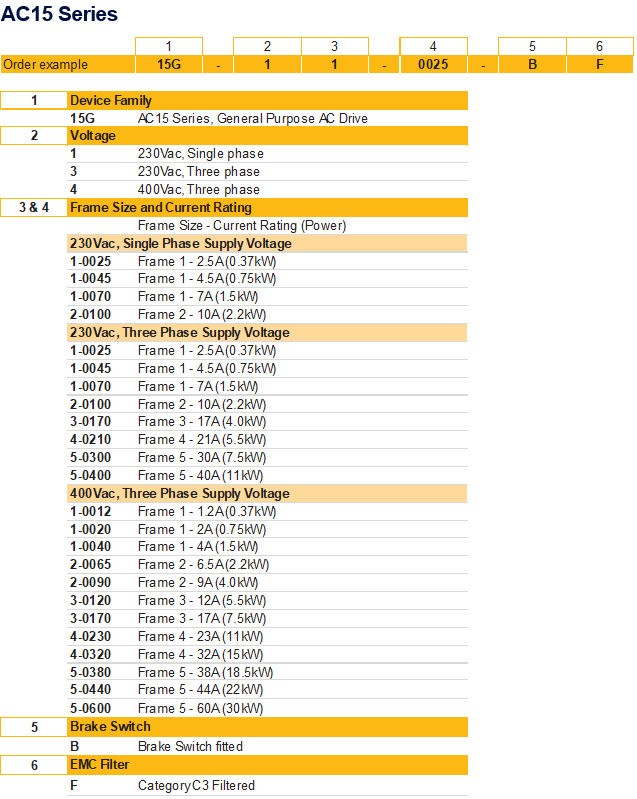 AC15 Series
1 2 3 4 5 6
Order example 15G - 1 1 - 0025 - B F
1 Device Family
15G AC15 Series, General Purpose AC Drive
2 Voltage
1 230Vac, Single phase
3 230Vac, Three phase
4 400Vac, Three phase
3 & 4 Frame Size and Current Rating
Frame Size - Current Rating (Power)
230Vac, Single Phase Supply Voltage
1-0025 Frame 1 - 2.5A (0.37kW)
1-0045 Frame 1 - 4.5A (0.75kW)
1-0070 Frame 1 - 7A (1.5kW)
2-0100 Frame 2 - 10A (2.2kW)
230Vac, Three Phase Supply Voltage
1-0025 Frame 1 - 2.5A (0.37kW)
1-0045 Frame 1 - 4.5A (0.75kW)
1-0070 Frame 1 - 7A (1.5kW)
2-0100 Frame 2 - 10A (2.2kW)
3-0170 Frame 3 - 17A (4.0kW)
4-0210 Frame 4 - 21A (5.5kW)
5-0300 Frame 5 - 30A (7.5kW)
5-0400 Frame 5 - 40A (11kW)
400Vac, Three Phase Supply Voltage
1-0012 Frame 1 - 1.2A (0.37kW)
1-0020 Frame 1 - 2A (0.75kW)
1-0040 Frame 1 - 4A (1.5kW)
2-0065 Frame 2 - 6.5A (2.2kW)
2-0090 Frame 2 - 9A (4.0kW)
3-0120 Frame 3 - 12A (5.5kW)
3-0170 Frame 3 - 17A (7.5kW)
4-0230 Frame 4 - 23A (11kW)
4-0320 Frame 4 - 32A (15kW)
5-0380 Frame 5 - 38A (18.5kW)
5-0440 Frame 5 - 44A (22kW)
5-0600 Frame 5 - 60A (30kW)
5 Brake Switch
B Brake Switch fitted
6 EMC Filter
F Category C3 Filtered